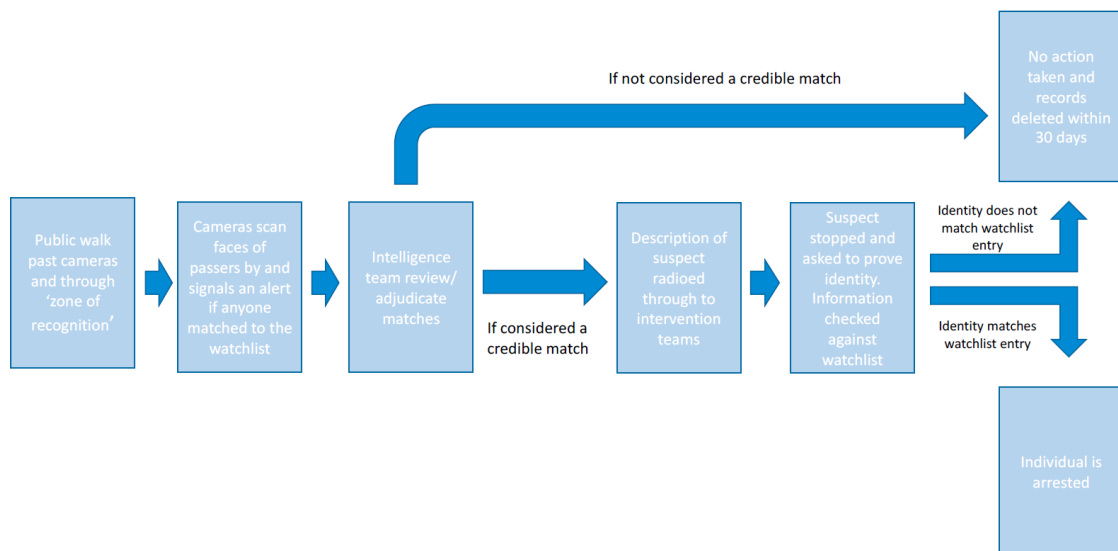 If not considered a credible match
No action
taken and
records
deleted within
30 days
Public walk
past cameras
and through
‘zone of
recognition’
Cameras scan
faces of
passers by and
signals an alert
if anyone
matched to the
watchlist
Intelligence
team review/
adjudicate
matches
If considered a
credible match
Description of
suspect
radioed
through to
intervention
teams
Suspect
stopped and
asked to prove
identity.
Information
checked
against
watchlist
Identity does not
match watchlist
entry
Identity matches
watchlist entry
Individual is
arrested